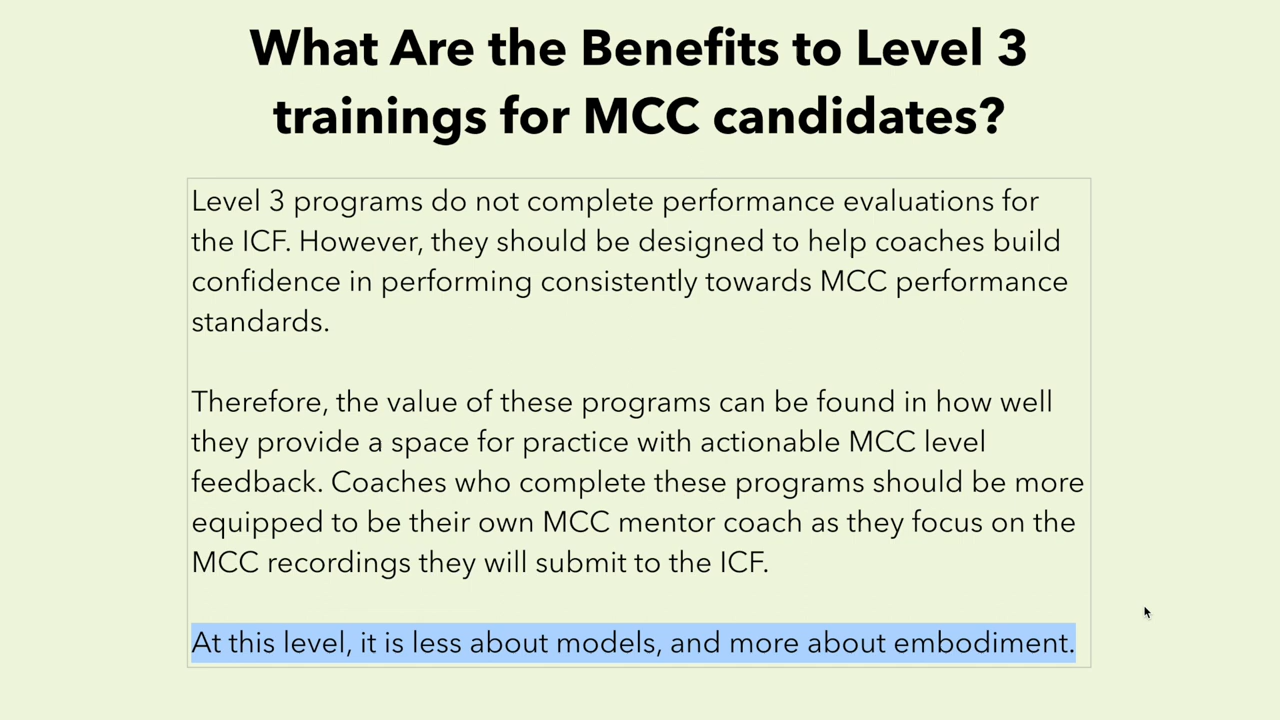 What Are the Benefits to Level 3
trainings for MCC candidates?
Level 3 programs do not complete performance evaluations for
the ICF. However, they should be designed to help coaches build
confidence in performing consistently towards MCC performance
standards.
Therefore, the value of these programs can be found in how well
they provide a space for practice with actionable MCC level
feedback. Coaches who complete these programs should be more
equipped to be their own MCC mentor coach as they focus on the
MCC recordings they will submit to the ICF.
At this level, it is less about models, and more about embodiment.